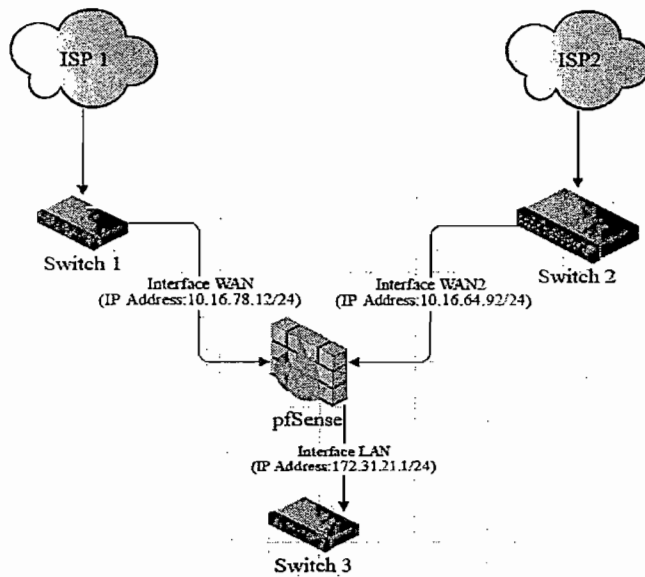 ISP 1
ISP2
Switch 1
Switch 2
Interface WAN
(IP Address:10.16.78.12/24)
Interface WAN2
(IP Address:10.16.64.92/24)
pfSense
Interface LAN
(IP Address:172.31.21.1/24)
Switch 3